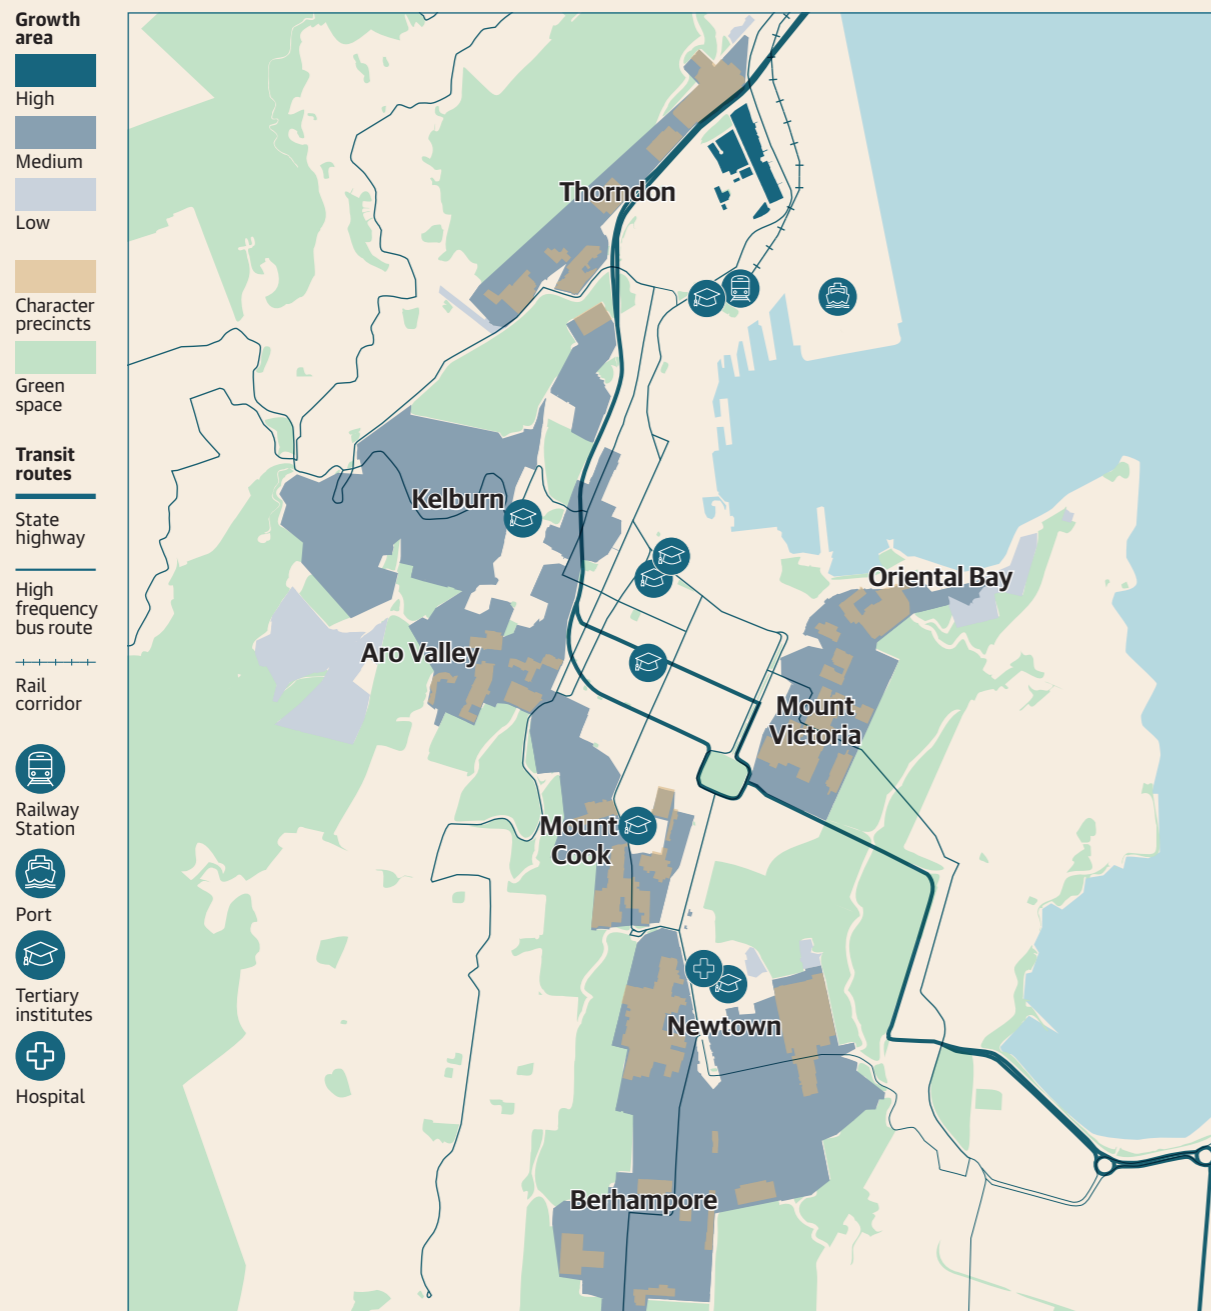 Growth
area
High
Medium
Low
Character
precincts
Green
space
Transit
routes
State
highway
High
frequency
bus route
Rail
corridor
Railway
Station
Port
Tertiary
institutes
Hospital
Thorndon
Kelburn
Oriental Bay
Aro Valley
Mount
Victoria
Mount
Cook
Newtown
Berhampore